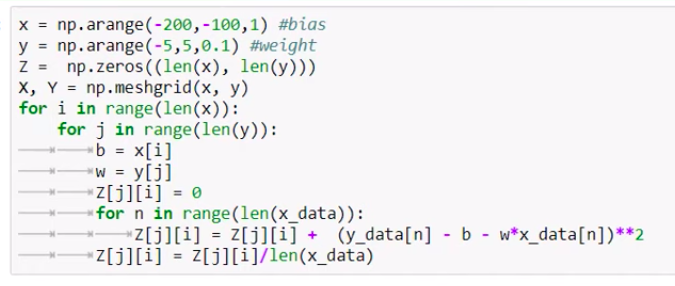 x = np.arange(-200,-100,1) #bias
y = np.arange(-5,5,0.1) #weight
Z =  np.zeros((len(x), len(y)))
X, Y = np.meshgrid(x, y)
for i in range(len(x)):
    for j in range(len(y)):
        b = x[i]
        w = y[j]
        Z[j][i] = 0
        for n in range(len(x_data)):
            Z[j][i] = Z[j][i] +  (y_data[n] - b - w*x_data[n])**2
        Z[j][i] = Z[j][i]/len(x_data)